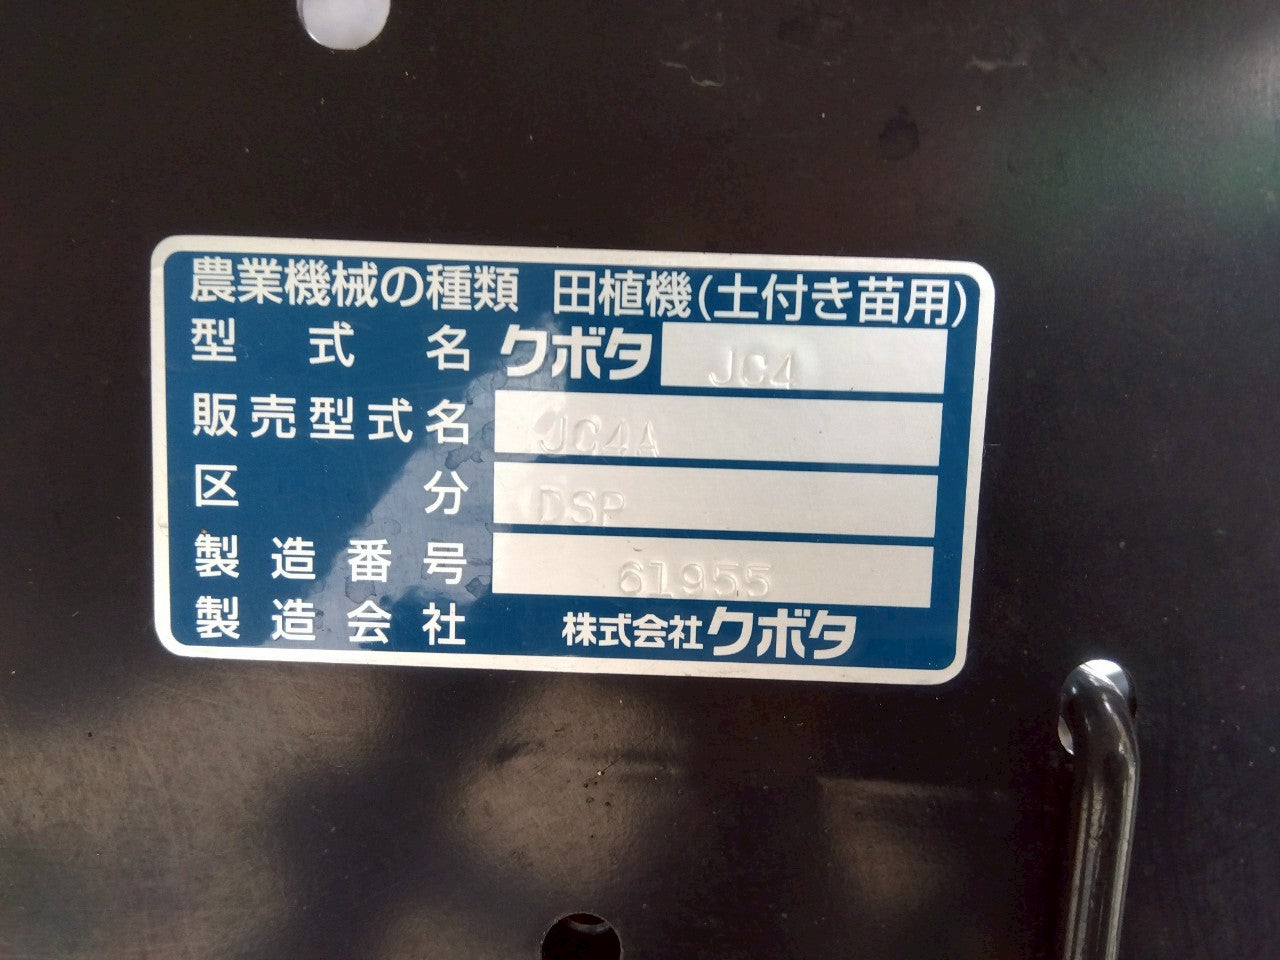 農業機械の種類 田植機(土付き苗用)
型式名 クボタ JC4
販売型式名 JC4A
区分 DSP
製造番号 61955
製造会社 株式会社クボタ